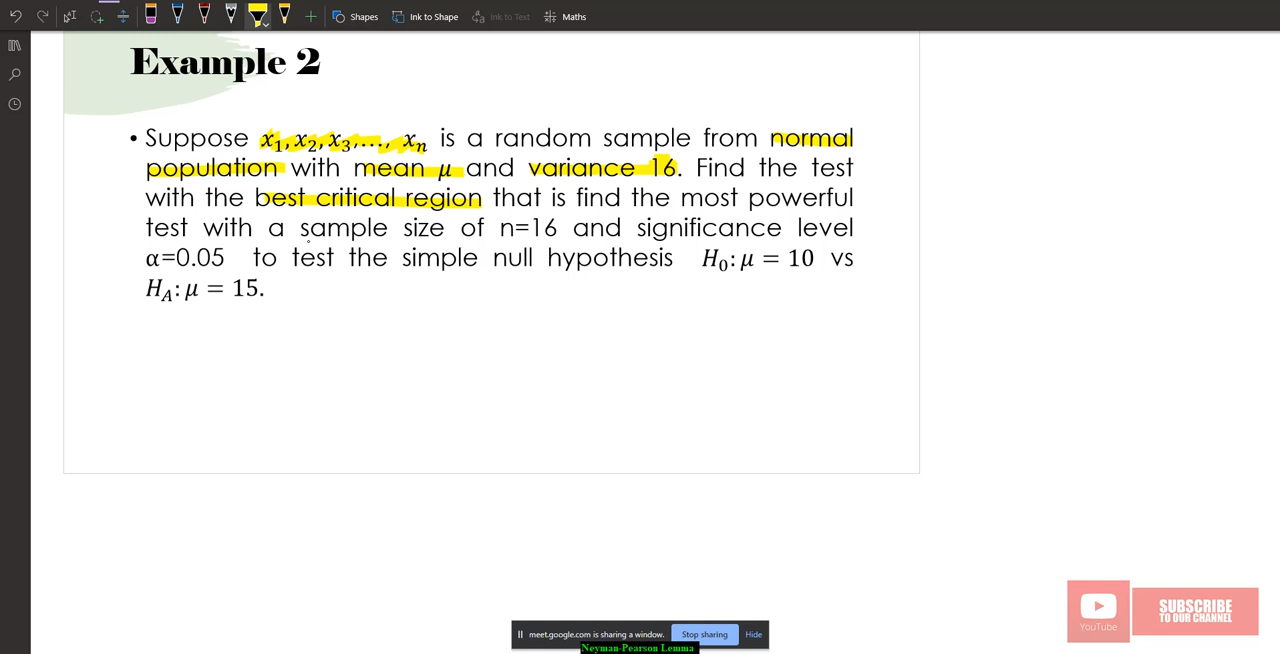 Shapes Ink to Shape Ink to Text Maths
Example 2
• Suppose x₁, x₂, x₃, ..., xₙ is a random sample from normal
population with mean μ and variance 16. Find the test
with the best critical region that is find the most powerful
test with a sample size of n=16 and significance level
α=0.05 to test the simple null hypothesis H₀: μ = 10 vs
H_A: μ = 15.
YouTube
SUBSCRIBE
TO OUR CHANNEL
meet.google.com is sharing a window. Stop sharing Hide
Neyman-Pearson Lemma